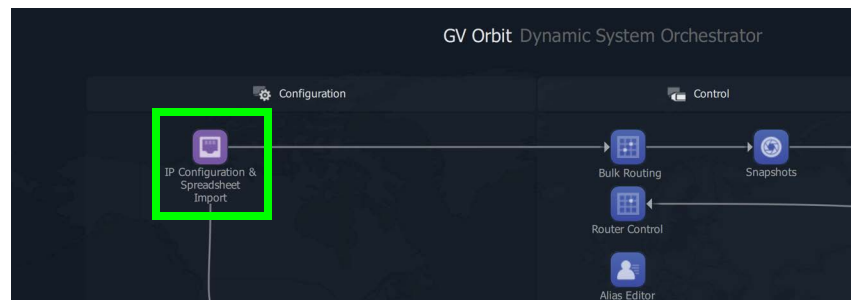 GV Orbit Dynamic System Orchestrator
Configuration
Control
IP Configuration &
Spreadsheet
Import
Bulk Routing
Snapshots
Router Control
Alias Editor